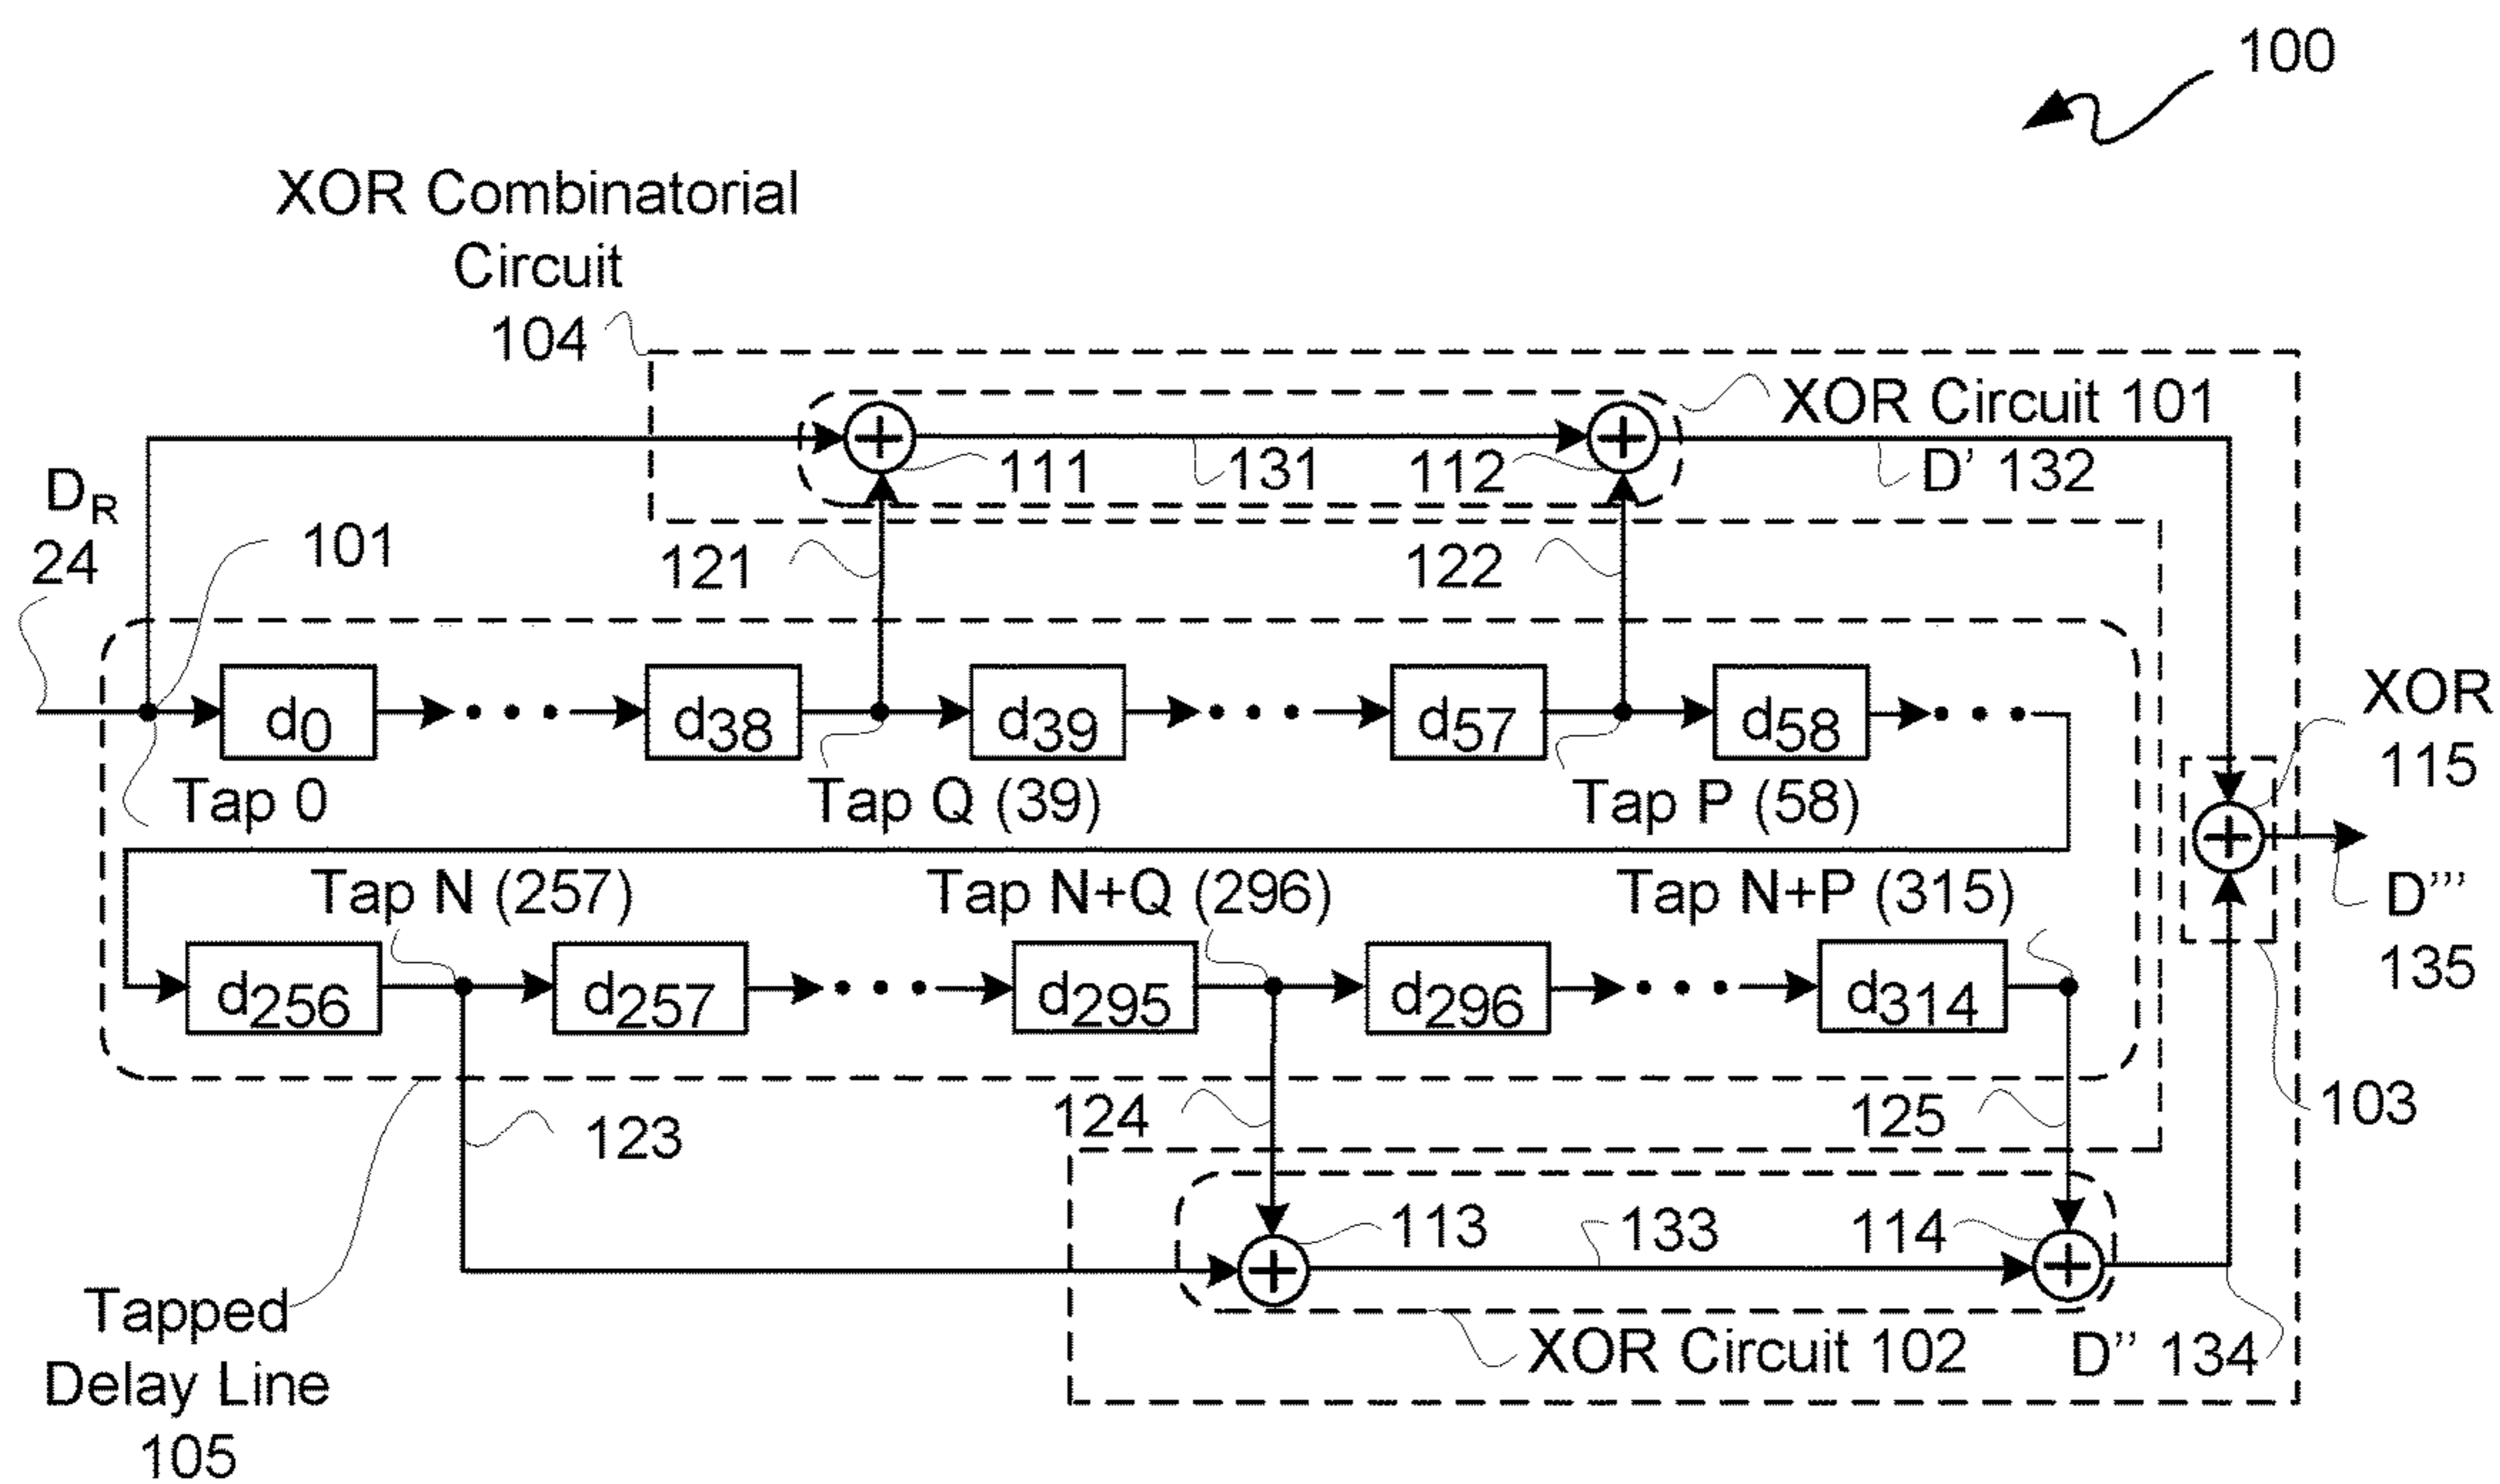 100
XOR Combinatorial
Circuit
104
XOR Circuit 101
111
131
112
D’ 132
DR
24
101
121
122
d0
d38
d39
d57
d58
XOR
115
Tap 0
Tap Q (39)
Tap P (58)
Tap N (257)
Tap N+Q (296)
Tap N+P (315)
D’’’
135
d256
d257
d295
d296
d314
123
124
125
103
113
133
114
Tapped
Delay Line
105
XOR Circuit 102
D’’ 134